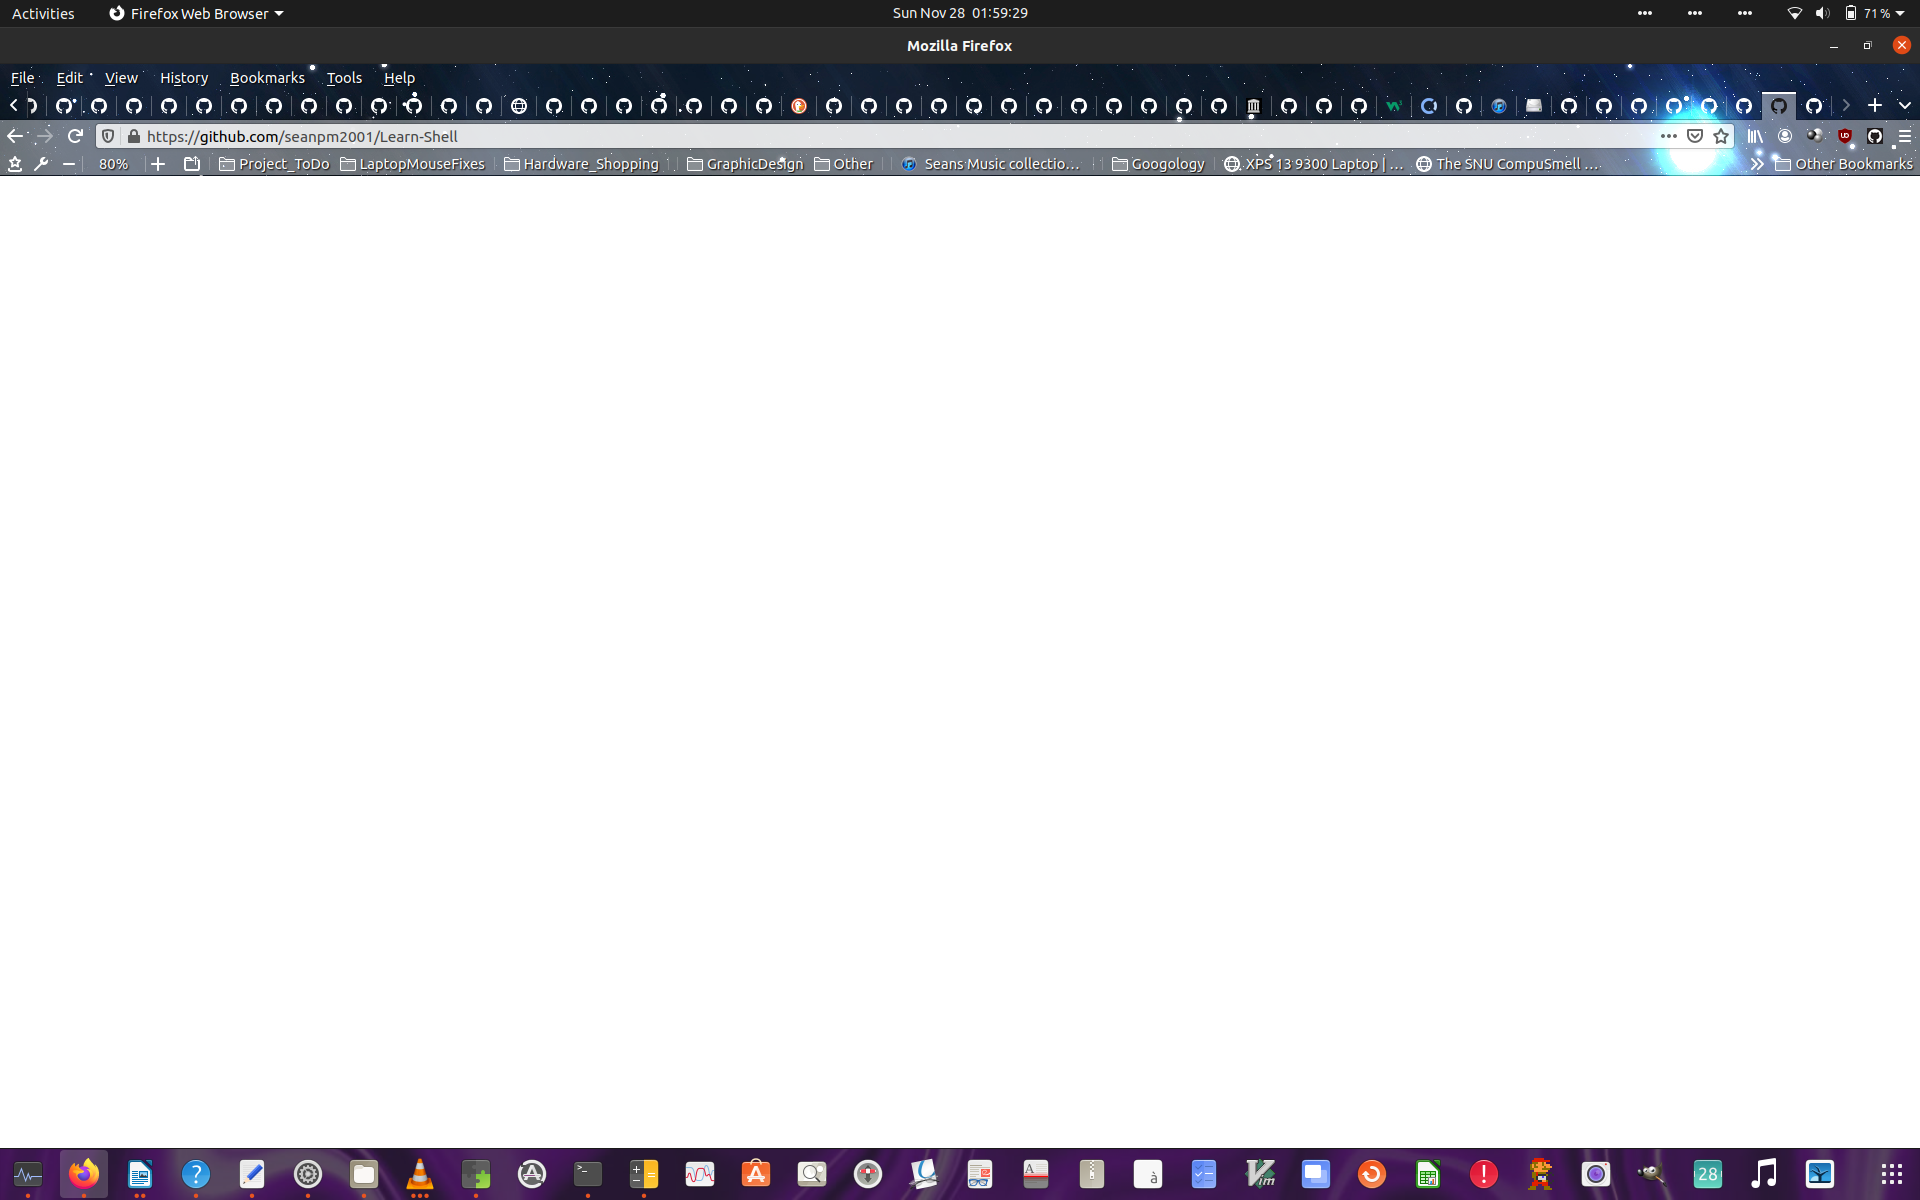 Activities Firefox Web Browser Sun Nov 28 01:59:29 71 %
Mozilla Firefox
File Edit View History Bookmarks Tools Help
https://github.com/seanpm2001/Learn-Shell
80% Project_ToDo LaptopMouseFixes Hardware_Shopping GraphicDesign Other Seans Music collectio… Googology XPS 13 9300 Laptop | … The SNU CompuSmell … Other Bookmarks
28